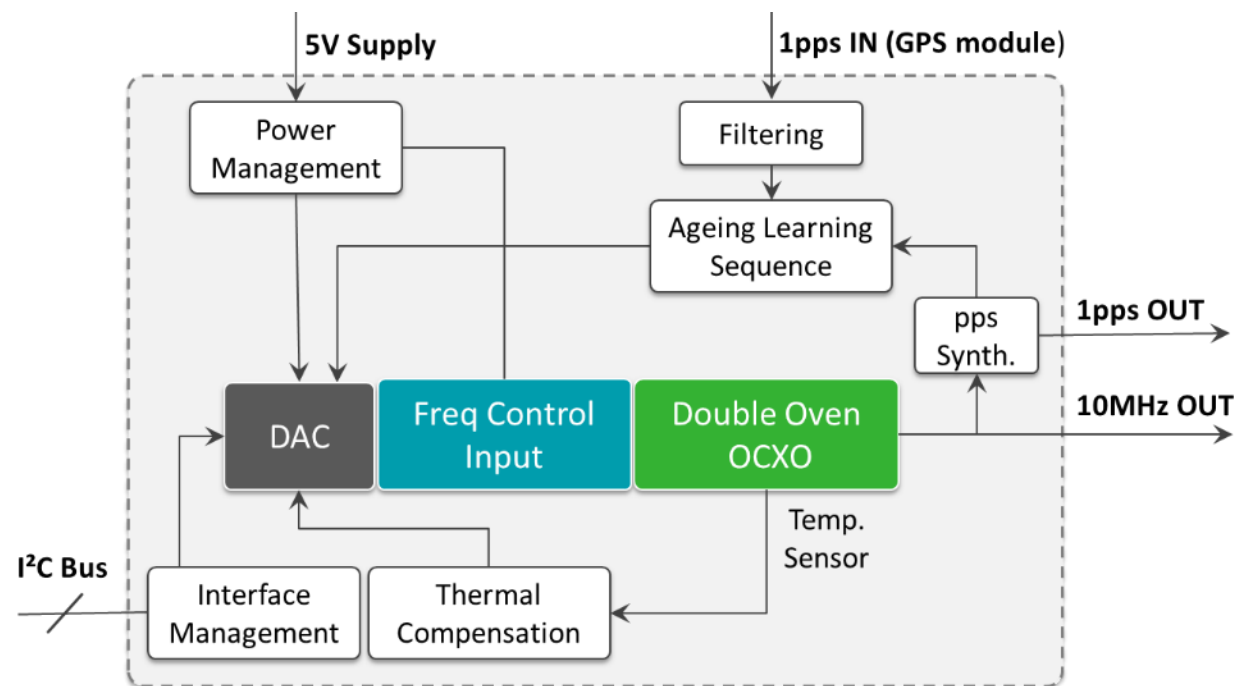 5V Supply
1pps IN (GPS module)
Power
Management
Filtering
Ageing Learning
Sequence
pps
Synth.
1pps OUT
10MHz OUT
DAC
Freq Control
Input
Double Oven
OCXO
Temp.
Sensor
I²C Bus
Interface
Management
Thermal
Compensation